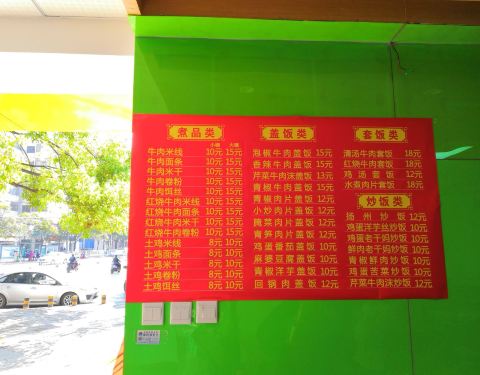 煮品类
小碗 大碗
牛肉米线 10元 15元
牛肉面条 10元 15元
牛肉米干 10元 15元
牛肉卷粉 10元 15元
牛肉饵丝 10元 15元
红烧牛肉米线 10元 15元
红烧牛肉面条 10元 15元
红烧牛肉米干 10元 15元
红烧牛肉卷粉 10元 15元
土鸡米线 8元 10元
土鸡面条 8元 10元
土鸡米干 8元 10元
土鸡卷粉 8元 10元
土鸡饵丝 8元 10元
盖饭类
泡椒牛肉盖饭 15元
香辣牛肉盖饭 15元
芹菜牛肉沫盖饭 13元
青椒牛肉盖饭 15元
青椒肉片盖饭 12元
小炒肉片盖饭 12元
腌菜肉片盖饭 12元
青笋肉片盖饭 12元
鸡蛋番茄盖饭 10元
麻婆豆腐盖饭 10元
青椒洋芋盖饭 10元
回锅肉盖饭 12元
套饭类
清汤牛肉套饭 18元
红烧牛肉套饭 18元
鸡汤套饭 12元
水煮肉片套饭 18元
炒饭类
扬州炒饭 12元
鸡蛋洋芋丝炒饭 10元
鸡蛋老干妈炒饭 10元
鲜肉老干妈炒饭 12元
青椒鲜肉炒饭 12元
鸡蛋苦菜炒饭 10元
芹菜牛肉沫炒饭 12元